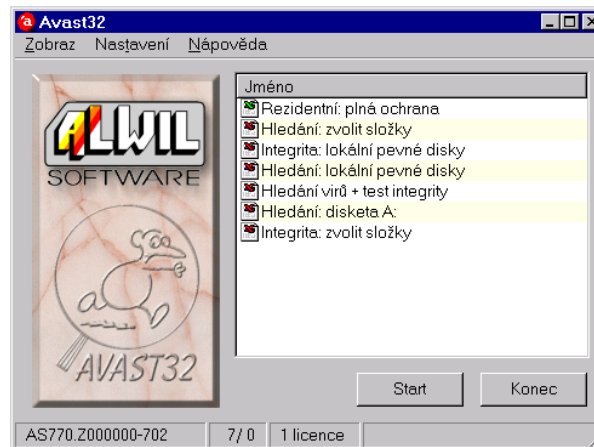 Avast32
Zobraz Nastavení Nápověda
ALWIL
SOFTWARE
AVAST32
Jméno
Rezidentní: plná ochrana
Hledání: zvolit složky
Integrita: lokální pevné disky
Hledání: lokální pevné disky
Hledání virů + test integrity
Hledání: disketa A:
Integrita: zvolit složky
Start Konec
AS770.Z000000-702 7/ 0 1 licence